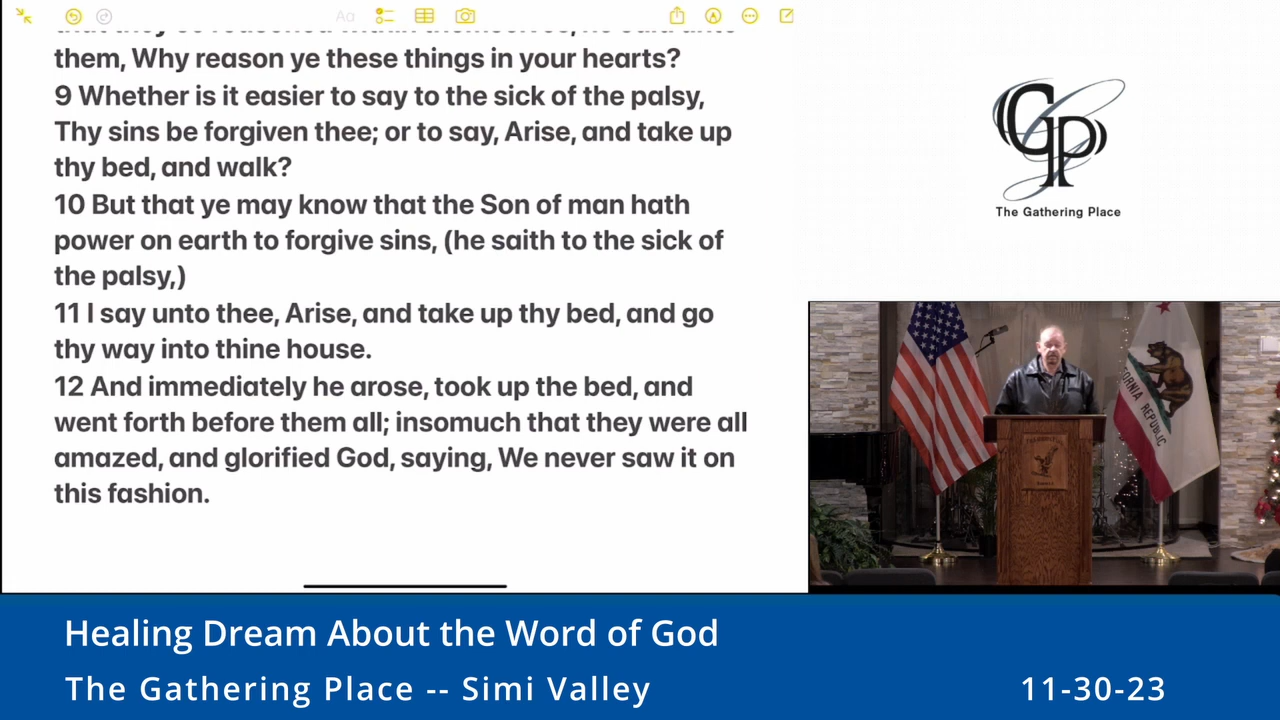 them, Why reason ye these things in your hearts?
9 Whether is it easier to say to the sick of the palsy,
Thy sins be forgiven thee; or to say, Arise, and take up
thy bed, and walk?
10 But that ye may know that the Son of man hath
power on earth to forgive sins, (he saith to the sick of
the palsy,)
11 I say unto thee, Arise, and take up thy bed, and go
thy way into thine house.
12 And immediately he arose, took up the bed, and
went forth before them all; insomuch that they were all
amazed, and glorified God, saying, We never saw it on
this fashion.
Aa
GP
The Gathering Place
REPUBLIC
Healing Dream About the Word of God
The Gathering Place -- Simi Valley
11-30-23